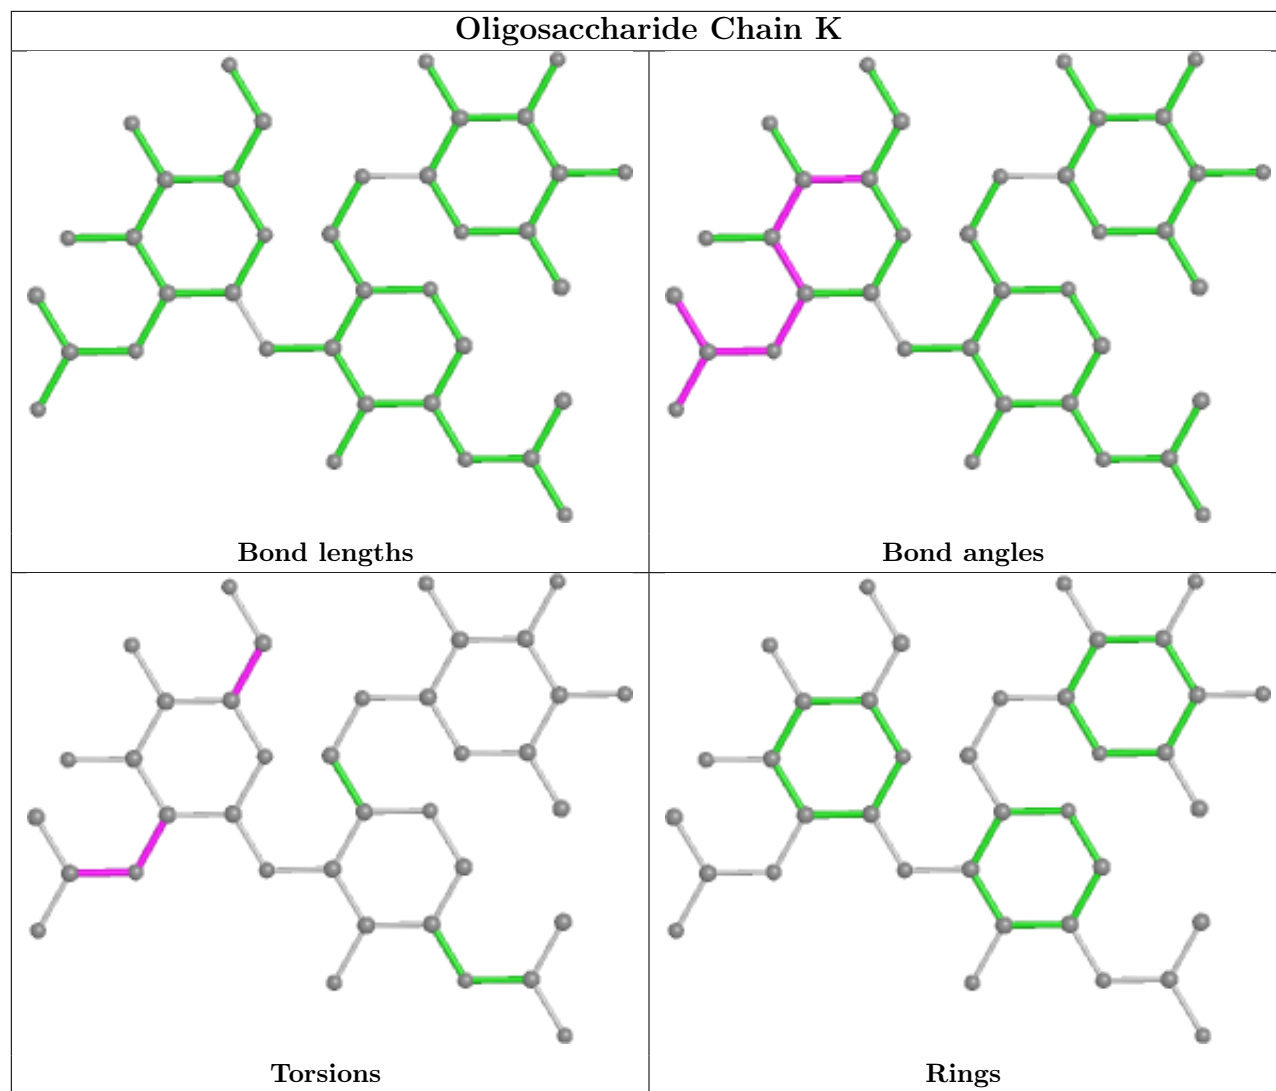 Oligosaccharide Chain K
Bond lengths
Bond angles
Torsions
Rings